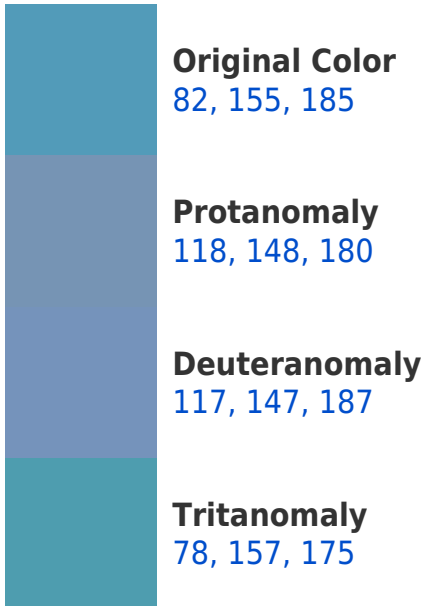 Original Color
82, 155, 185
Protanomaly
118, 148, 180
Deuteranomaly
117, 147, 187
Tritanomaly
78, 157, 175